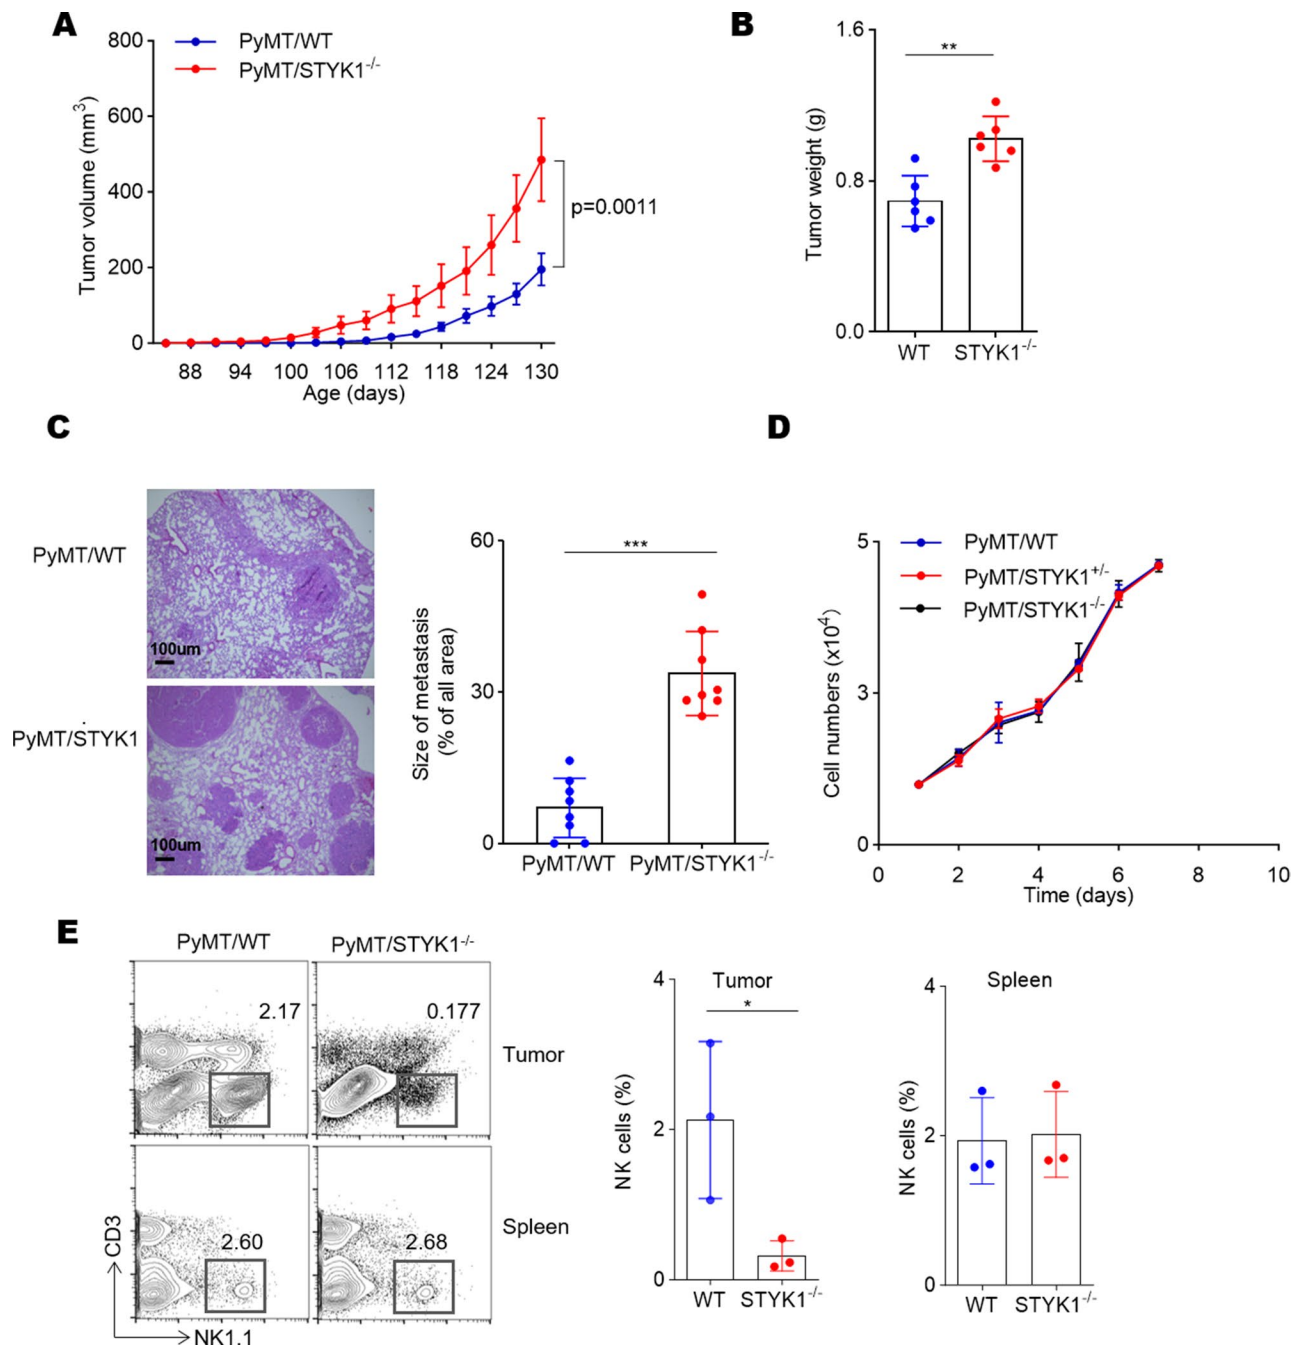 A
PyMT/WT
PyMT/STYK1-/-
Tumor volume (mm3)
800
600
400
200
0
p=0.0011
88 94 100 106 112 118 124 130
Age (days)
B
Tumor weight (g)
1.6
0.8
0.0
**
WT STYK1-/-
C
PyMT/WT
100um
PyMT/STYK1
100um
Size of metastasis
(% of all area)
60
30
0
***
PyMT/WT PyMT/STYK1-/-
D
PyMT/WT
PyMT/STYK1+/-
PyMT/STYK1-/-
Cell numbers (x104)
5
3
0
0 2 4 6 8 10
Time (days)
E
PyMT/WT PyMT/STYK1-/-
2.17 0.177
Tumor
2.60 2.68
Spleen
CD3
NK1.1
Tumor
NK cells (%)
4
2
0
*
WT STYK1-/-
Spleen
NK cells (%)
4
2
0
WT STYK1-/-